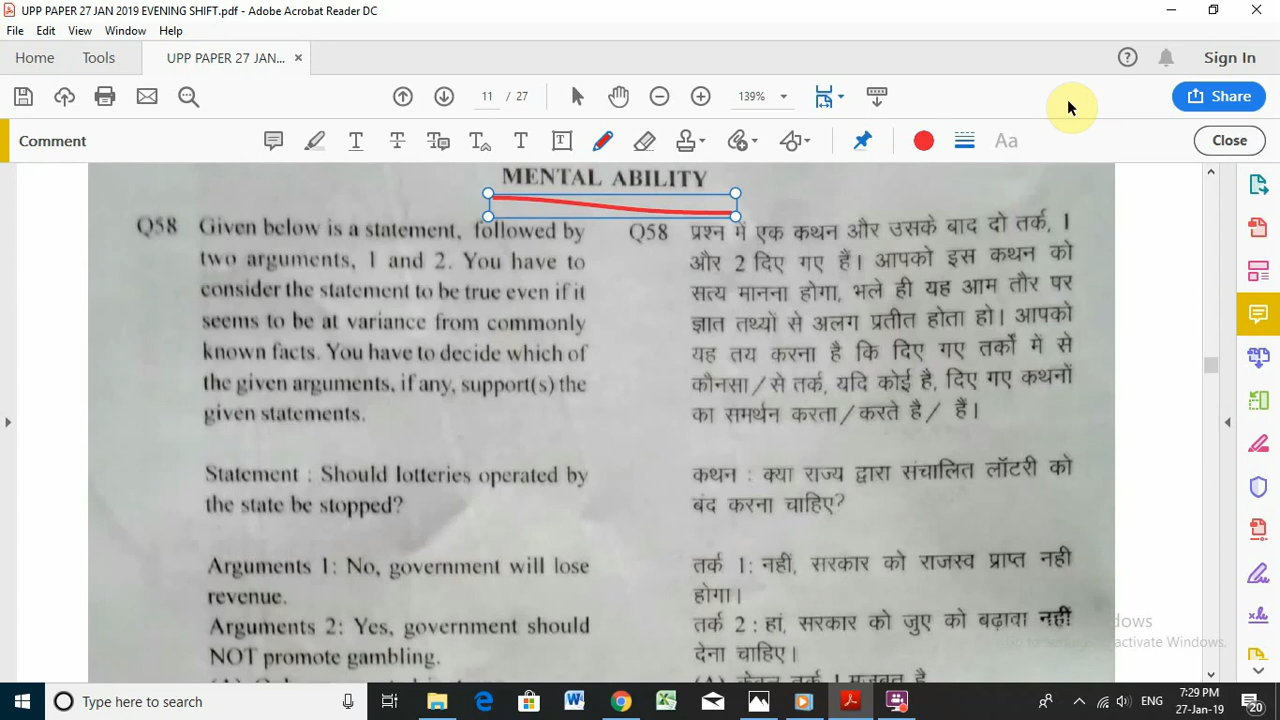 UPP PAPER 27 JAN 2019 EVENING SHIFT.pdf - Adobe Acrobat Reader DC
File Edit View Window Help
Home Tools UPP PAPER 27 JAN... × Sign In
11 / 27 139% Share
Comment Aa Close
MENTAL ABILITY
Q58 Given below is a statement, followed by
two arguments, 1 and 2. You have to
consider the statement to be true even if it
seems to be at variance from commonly
known facts. You have to decide which of
the given arguments, if any, support(s) the
given statements.
Statement : Should lotteries operated by
the state be stopped?
Arguments 1: No, government will lose
revenue.
Arguments 2: Yes, government should
NOT promote gambling.
Q58 प्रश्न में एक कथन और उसके बाद दो तर्क, 1
और 2 दिए गए हैं। आपको इस कथन को
सत्य मानना होगा, भले ही यह आम तौर पर
ज्ञात तथ्यों से अलग प्रतीत होता हो। आपको
यह तय करना है कि दिए गए तर्कों में से
कौनसा/से तर्क, यदि कोई है, दिए गए कथनों
का समर्थन करता/करते है/ हैं।
कथन : क्या राज्य द्वारा संचालित लॉटरी को
बंद करना चाहिए?
तर्क 1: नहीं, सरकार को राजस्व प्राप्त नही
होगा।
तर्क 2 : हां, सरकार को जुए को बढ़ावा नहीं
देना चाहिए।
(A) केवल तर्क 1 मजबूत है
Type here to search
ENG 7:29 PM
27-Jan-19 20